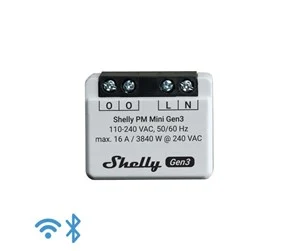 O O L N
Shelly PM Mini Gen3
110-240 VAC, 50/60 Hz
max. 16 A / 3840 W @ 240 VAC
Shelly Gen3